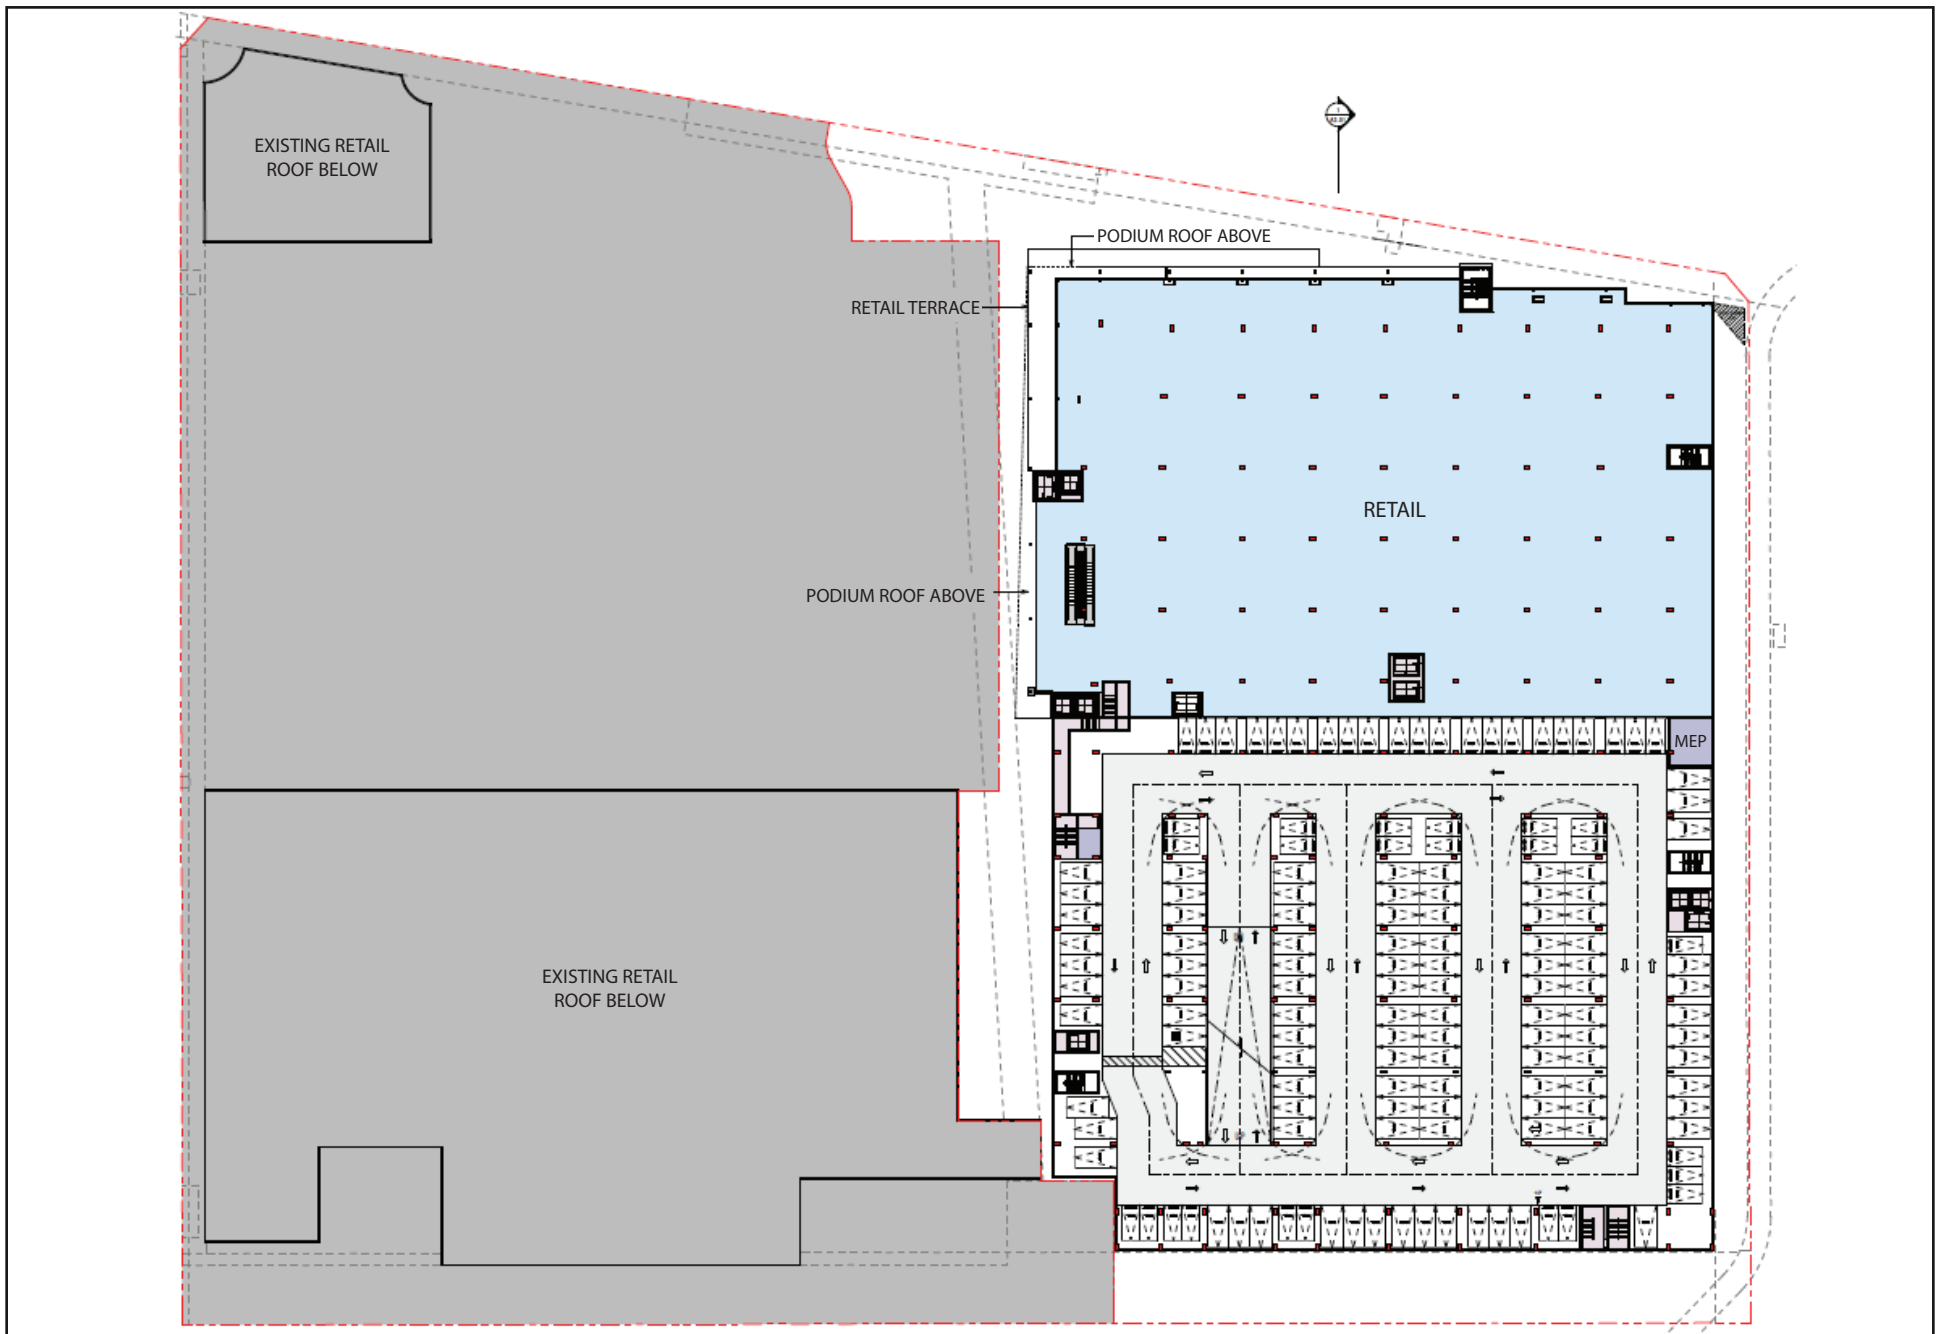 EXISTING RETAIL
ROOF BELOW
PODIUM ROOF ABOVE
RETAIL TERRACE
RETAIL
PODIUM ROOF ABOVE
MEP
EXISTING RETAIL
ROOF BELOW